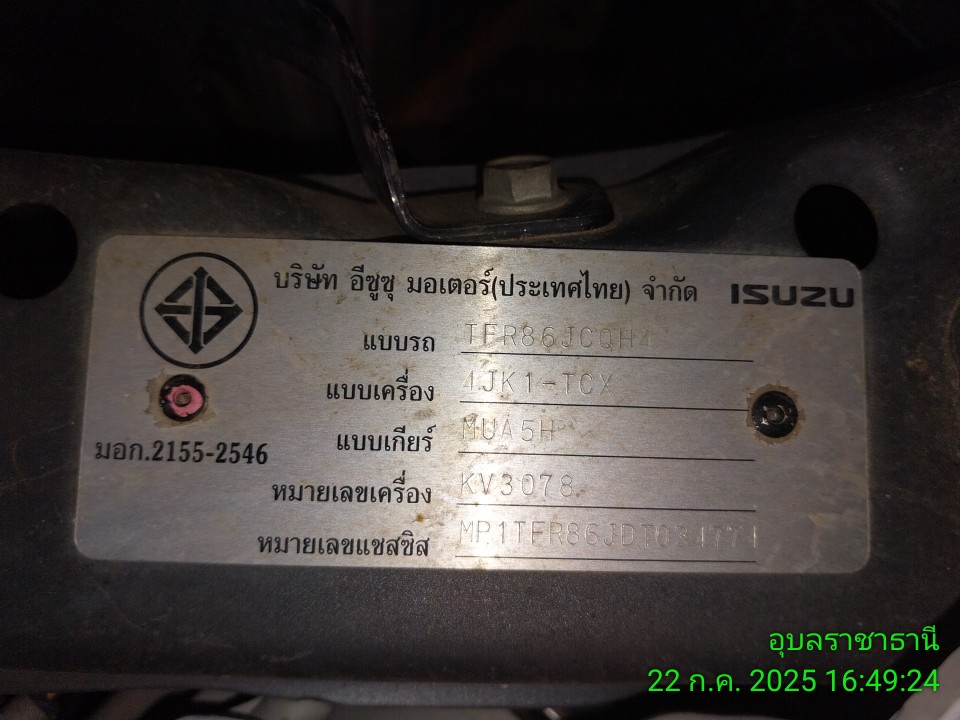 บริษัท อีซูซุ มอเตอร์(ประเทศไทย) จำกัด ISUZU
แบบรถ TFR86JCQH4
แบบเครื่อง 4JK1-TCX
แบบเกียร์ MUA5H
มอก.2155-2546
หมายเลขเครื่อง KV3078
หมายเลขแชสซิส
อุบลราชาธานี
22 ก.ค. 2025 16:49:24